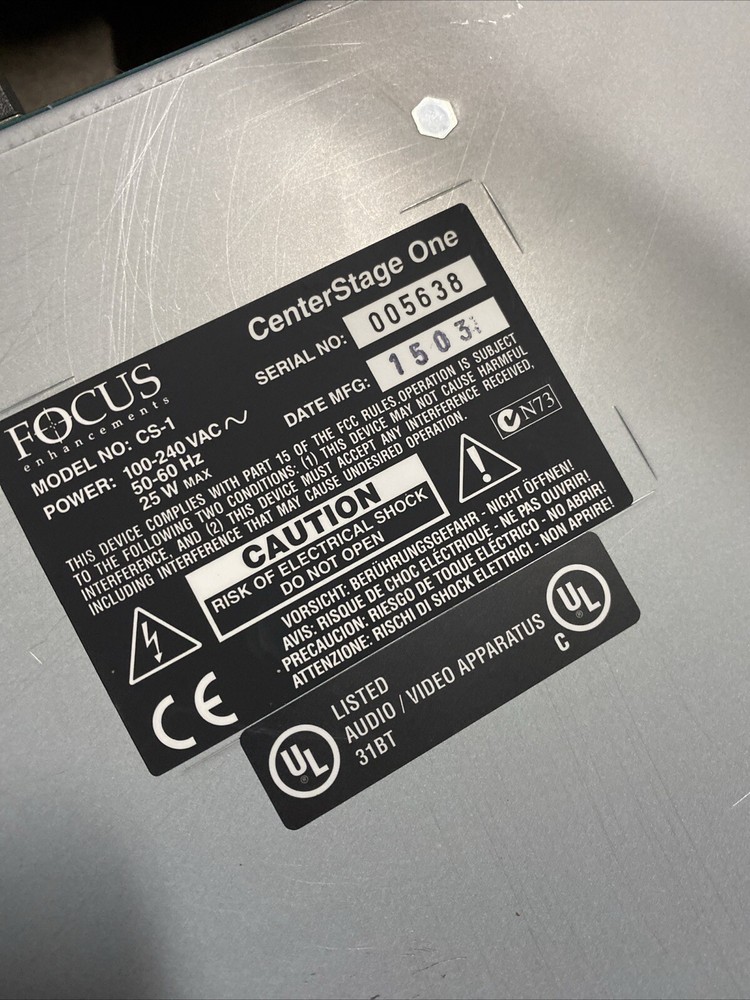 CenterStage One
SERIAL NO: 005638
DATE MFG: 1503
FOCUS
enhancements
MODEL NO: CS-1
POWER: 100-240 VAC ~
50-60 Hz
25 W MAX
THIS DEVICE COMPLIES WITH PART 15 OF THE FCC RULES. OPERATION IS SUBJECT
TO THE FOLLOWING TWO CONDITIONS: (1) THIS DEVICE MAY NOT CAUSE HARMFUL
INTERFERENCE, AND (2) THIS DEVICE MUST ACCEPT ANY INTERFERENCE RECEIVED,
INCLUDING INTERFERENCE THAT MAY CAUSE UNDESIRED OPERATION.
N73
CAUTION
RISK OF ELECTRICAL SHOCK
DO NOT OPEN
VORSICHT: BERÜHRUNGSGEFAHR - NICHT ÖFFNEN!
AVIS: RISQUE DE CHOC ELÉCTRIQUE - NE PAS OUVRIR!
PRECAUCION: RIESGO DE TOQUE ELÉCTRICO - NO ABRIR!
ATTENZIONE: RISCHI DI SHOCK ELETTRICI - NON APRIRE!
CE
UL
LISTED
AUDIO / VIDEO APPARATUS
31BT
C UL